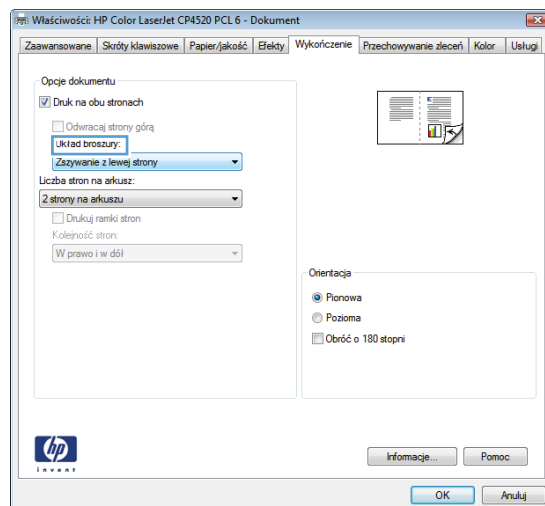 Właściwości: HP Color LaserJet CP4520 PCL 6 - Dokument
Zaawansowane Skróty klawiszowe Papier/jakość Efekty Wykończenie Przechowywanie zleceń Kolor Usługi
Opcje dokumentu
Druk na obu stronach
Odwracaj strony górą
Układ broszury:
Zszywanie z lewej strony
Liczba stron na arkusz:
2 strony na arkuszu
Drukuj ramki stron
Kolejność stron:
W prawo i w dół
Orientacja
Pionowa
Pozioma
Obróć o 180 stopni
hp
invent
Informacje... Pomoc
OK Anuluj